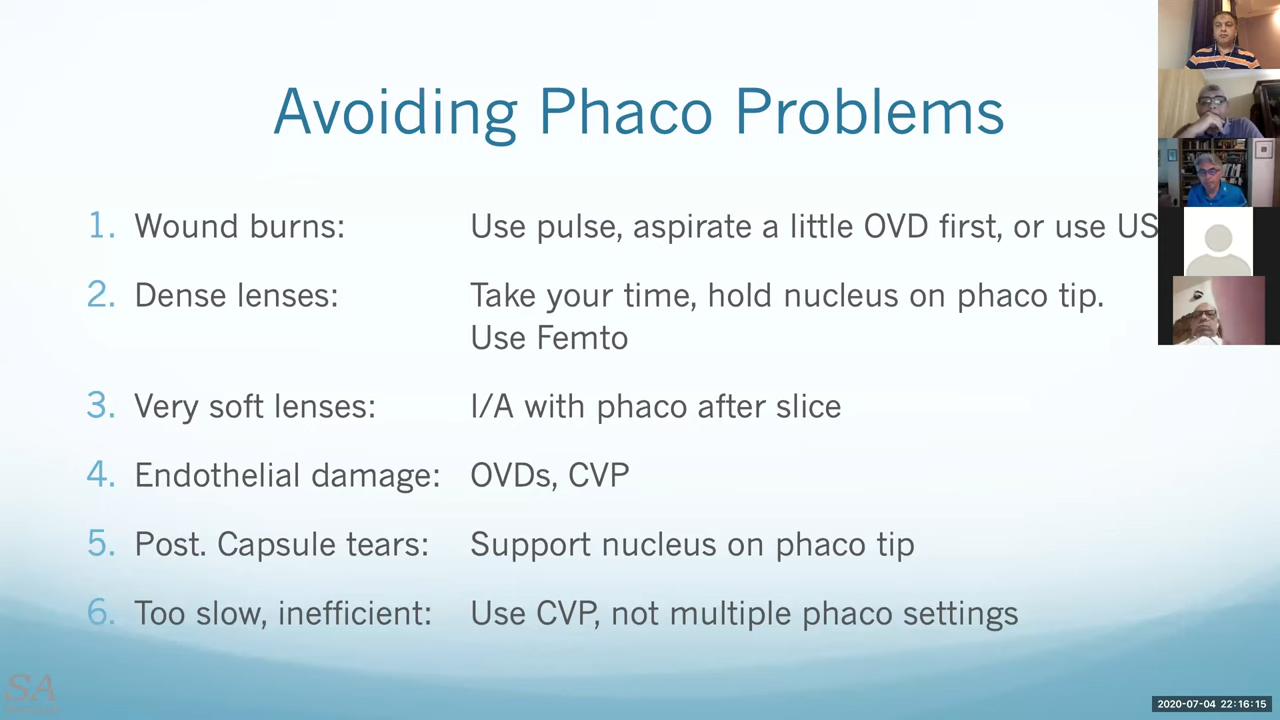 Avoiding Phaco Problems
1. Wound burns: Use pulse, aspirate a little OVD first, or use US
2. Dense lenses: Take your time, hold nucleus on phaco tip.
Use Femto
3. Very soft lenses: I/A with phaco after slice
4. Endothelial damage: OVDs, CVP
5. Post. Capsule tears: Support nucleus on phaco tip
6. Too slow, inefficient: Use CVP, not multiple phaco settings
SA
2020-07-04 22:16:15